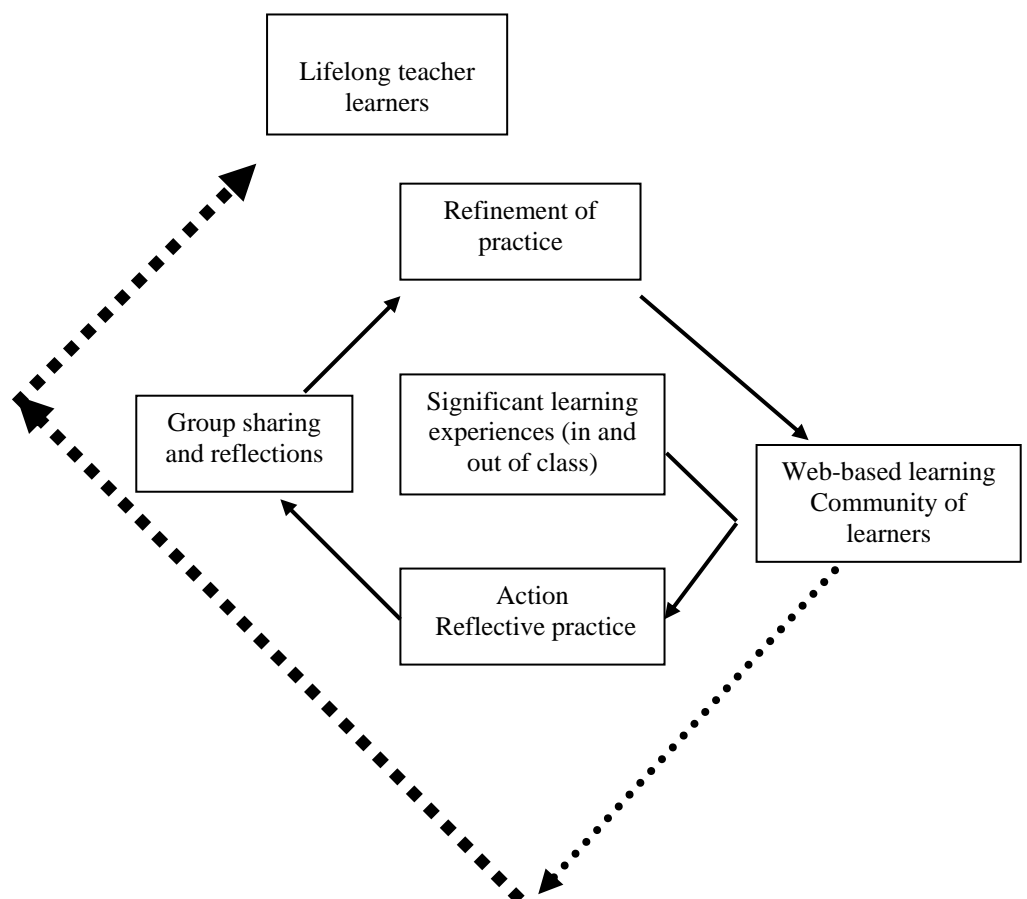 Lifelong teacher
learners
Refinement of
practice
Group sharing
and reflections
Significant learning
experiences (in and
out of class)
Web-based learning
Community of
learners
Action
Reflective practice